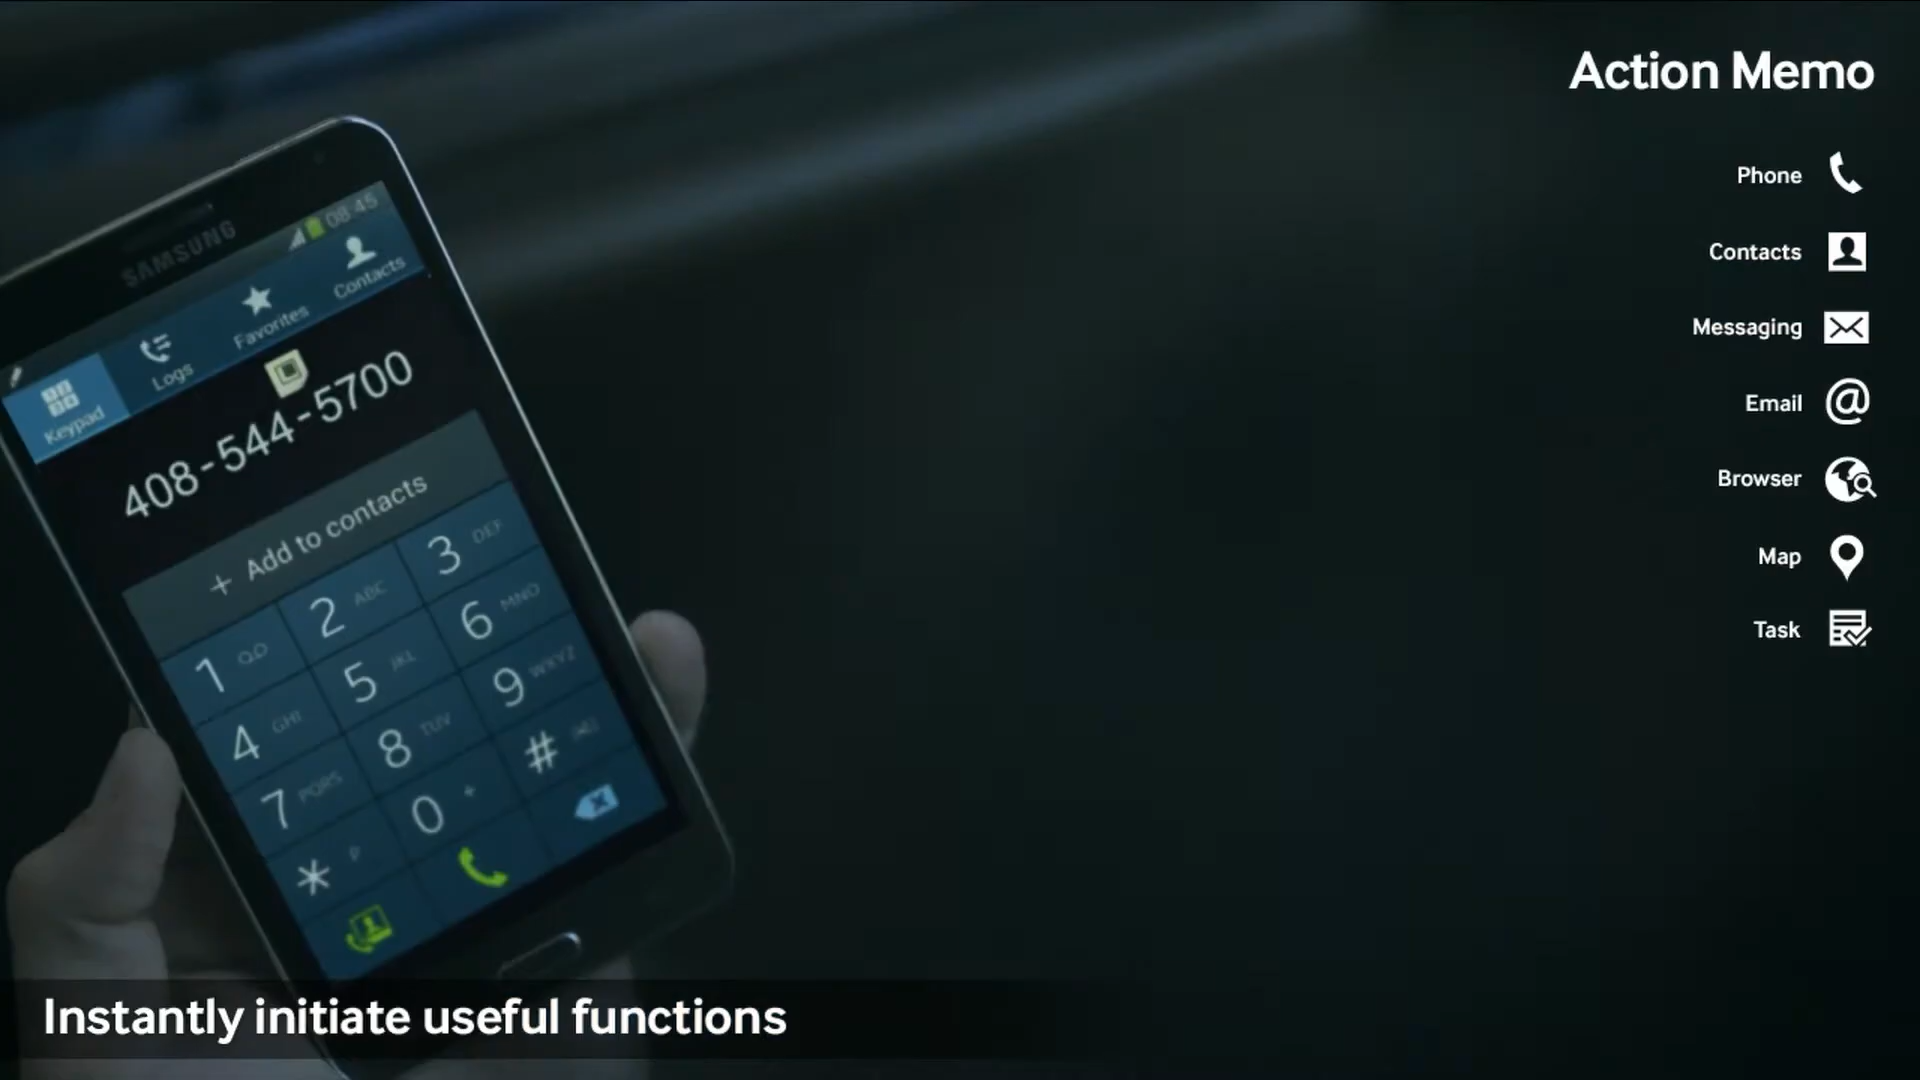 Action Memo
Phone
Contacts
Messaging
Email
Browser
Map
Task
SAMSUNG
08:45
Keypad
Logs
Favorites
Contacts
408-544-5700
+ Add to contacts
1
2 ABC
3 DEF
4 GHI
5 JKL
6 MNO
7 PQRS
8 TUV
9 WXYZ
* P
0 +
#
Instantly initiate useful functions